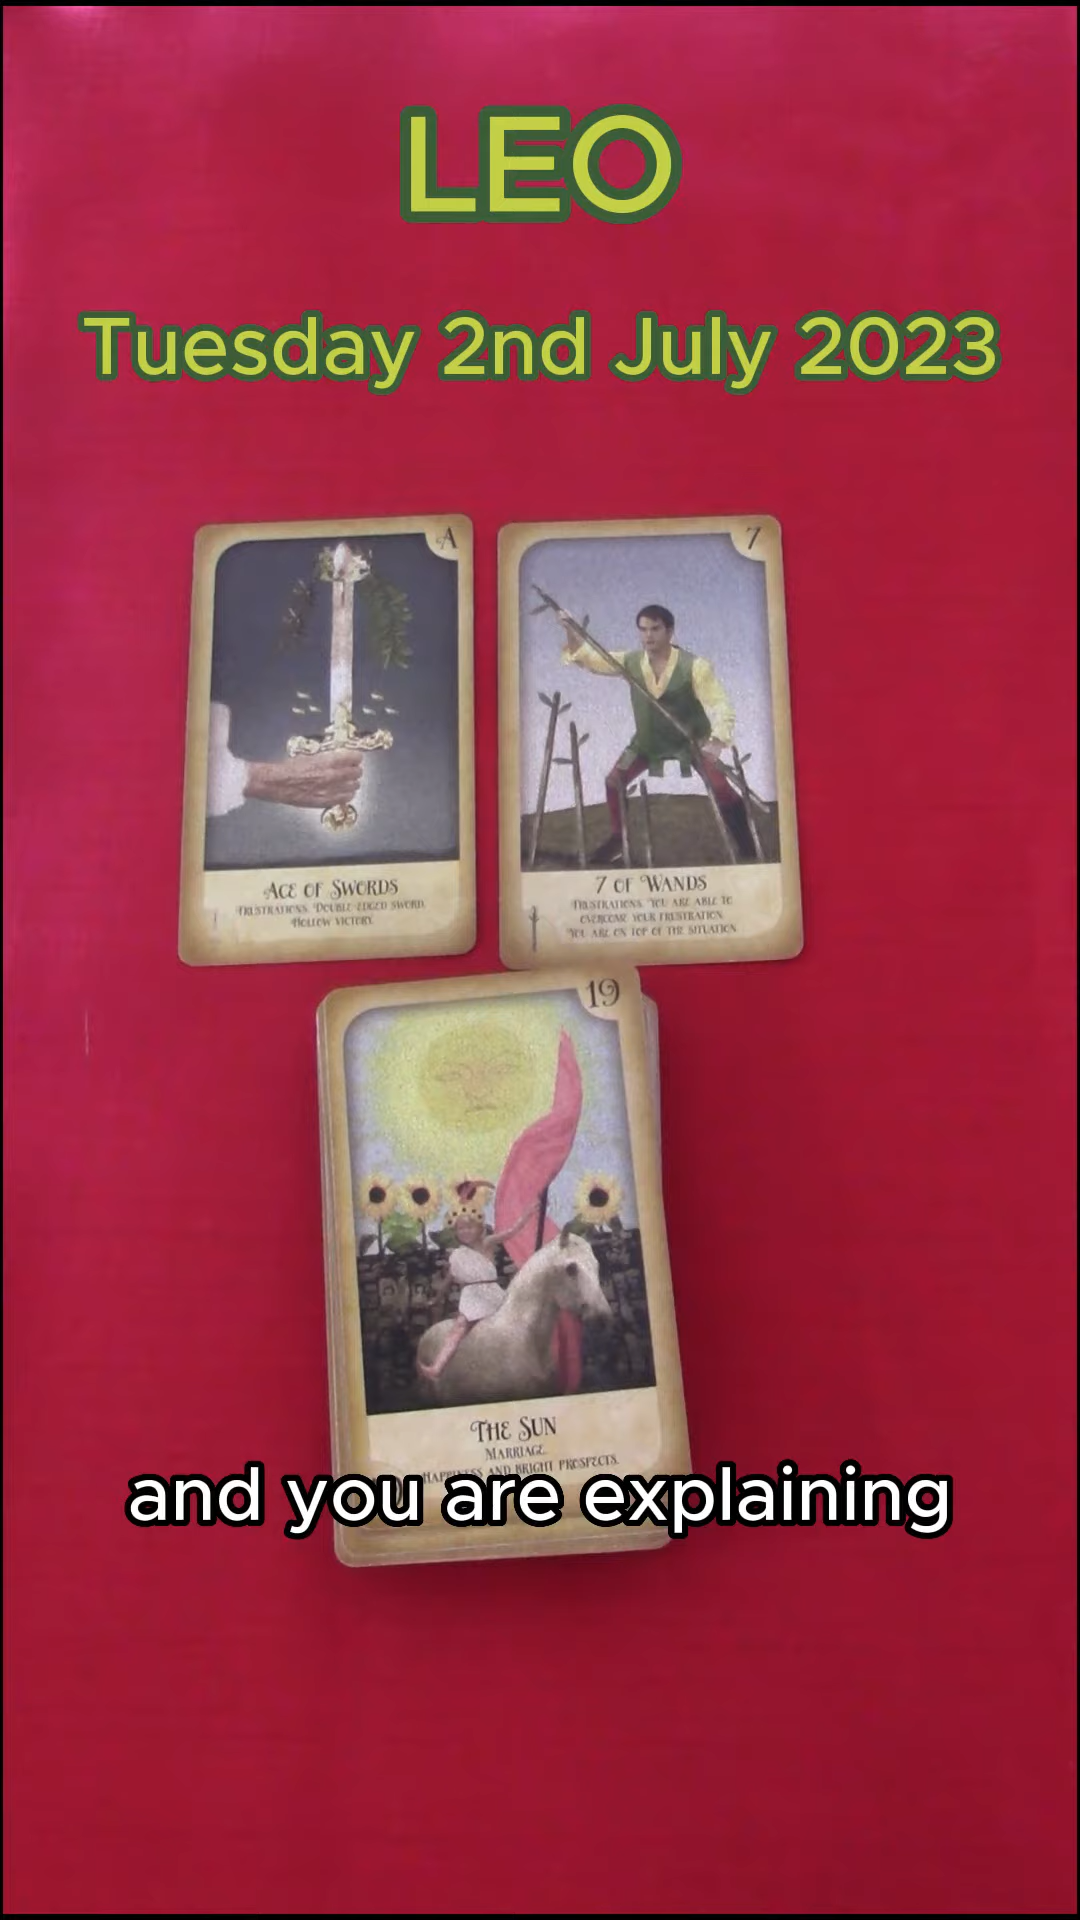 LEO
Tuesday 2nd July 2023
A
7
ACE OF SWORDS
FRUSTRATIONS. DOUBLE EDGED SWORD.
HOLLOW VICTORY.
7 OF WANDS
FRUSTRATIONS. YOU ARE ABLE TO
OVERCOME YOUR FRUSTRATION.
YOU ARE ON TOP OF THE SITUATION
19
THE SUN
MARRIAGE.
HAPPINESS AND BRIGHT PROSPECTS.
and you are explaining